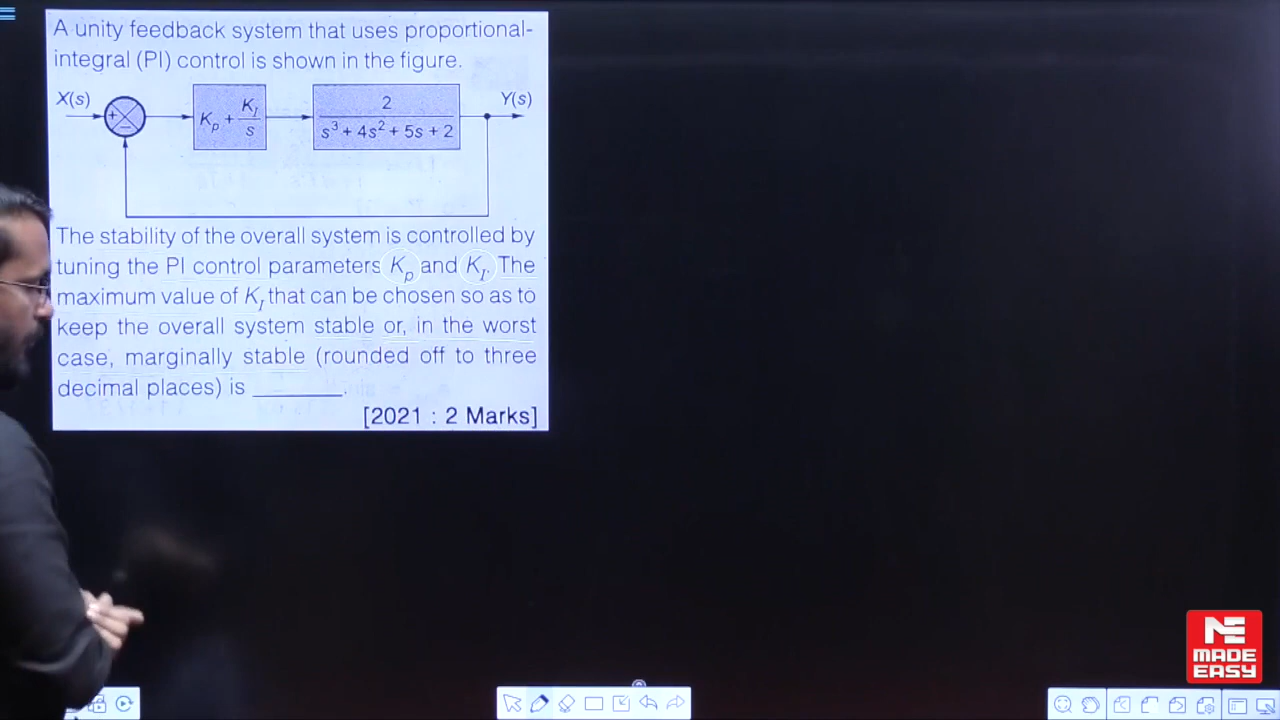 A unity feedback system that uses proportional-
integral (PI) control is shown in the figure.
X(s)
+
−
K_p + K_I/s
2/(s³ + 4s² + 5s + 2)
Y(s)
The stability of the overall system is controlled by
tuning the PI control parameters K_p and K_I. The
maximum value of K_I that can be chosen so as to
keep the overall system stable or, in the worst
case, marginally stable (rounded off to three
decimal places) is ________.
[2021 : 2 Marks]
MADE
EASY